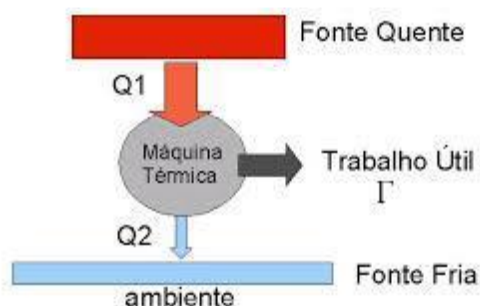 Fonte Quente
Q1
Máquina
Térmica
Trabalho Útil
Γ
Q2
Fonte Fria
ambiente